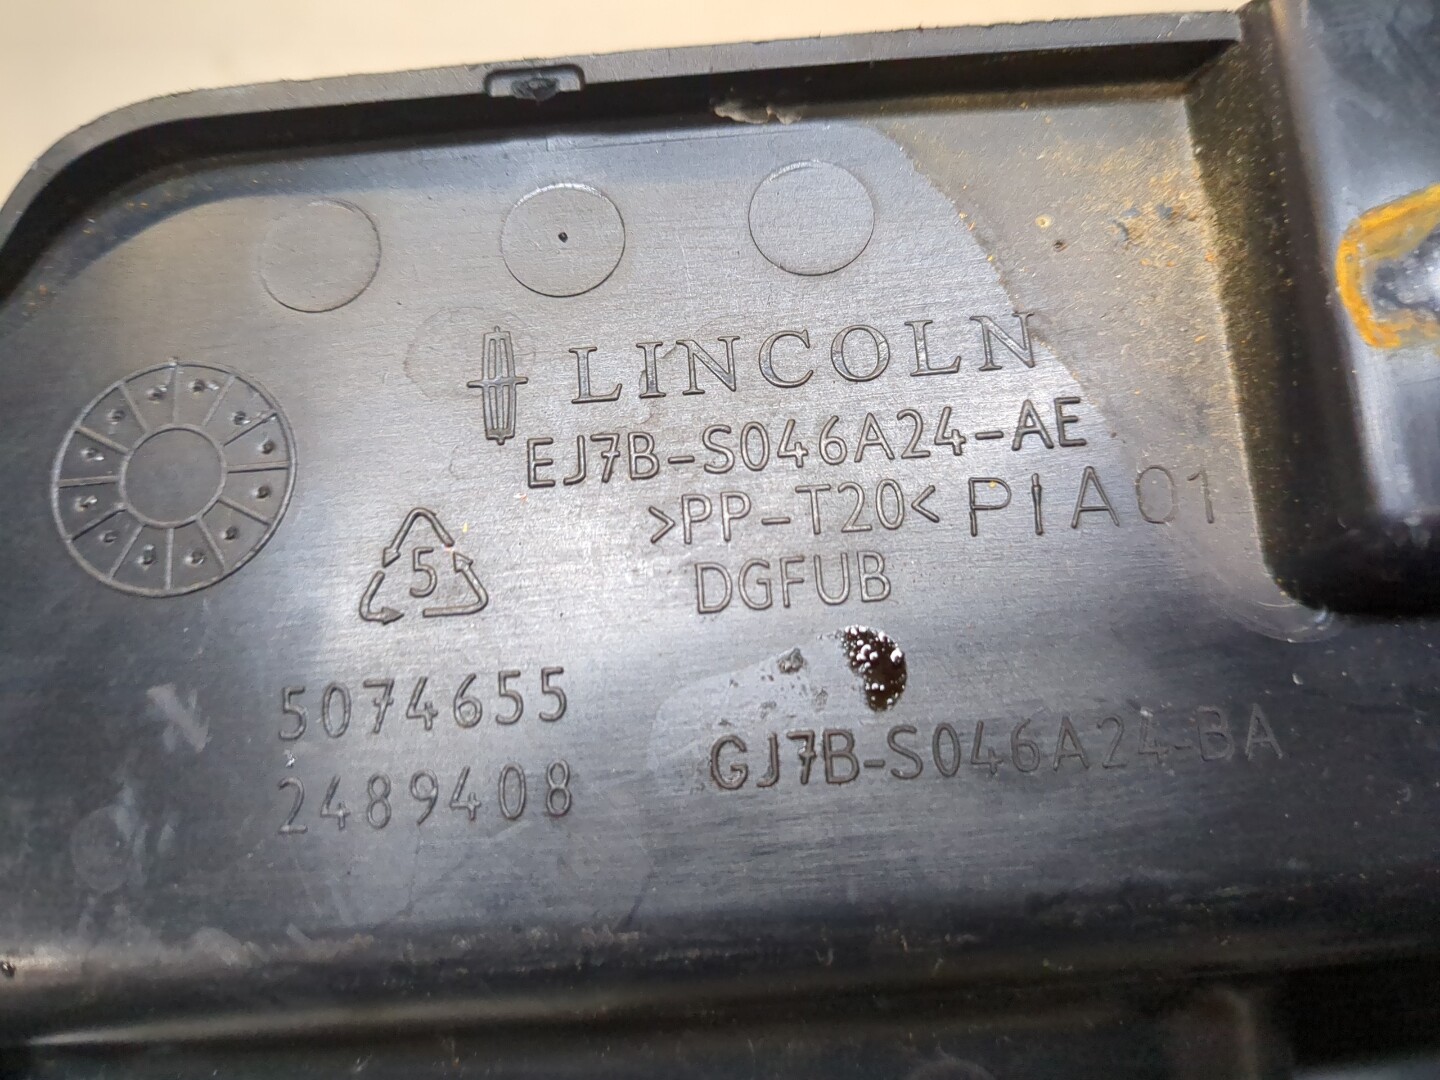 LINCOLN
EJ7B-S046A24-AE
>PP-T20< PIA01
DGFUB
5
5074655
2489408
GJ7B-S046A24-BA